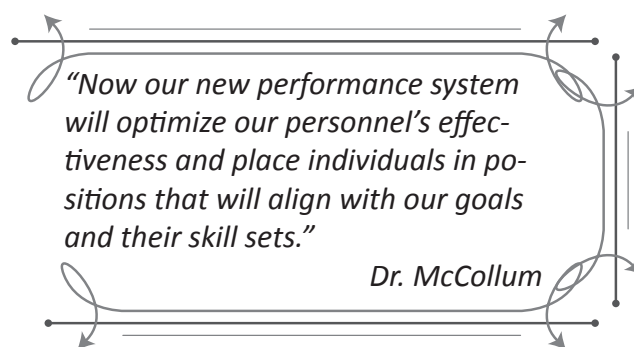 “Now our new performance system
will optimize our personnel’s effec-
tiveness and place individuals in po-
sitions that will align with our goals
and their skill sets.”
Dr. McCollum